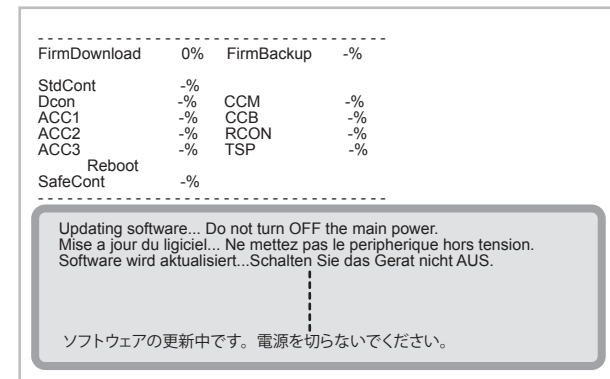 - - - - - - - - - - - - - - - - - - - - - - - - - - - - - - - - - - - -
FirmDownload 0% FirmBackup -%
StdCont -%
Dcon -% CCM -%
ACC1 -% CCB -%
ACC2 -% RCON -%
ACC3 -% TSP -%
Reboot
SafeCont -%
- - - - - - - - - - - - - - - - - - - - - - - - - - - - - - - - - - - -
Updating software... Do not turn OFF the main power.
Mise a jour du ligiciel... Ne mettez pas le peripherique hors tension.
Software wird aktualisiert...Schalten Sie das Gerat nicht AUS.
ソフトウェアの更新中です。電源を切らないでください。